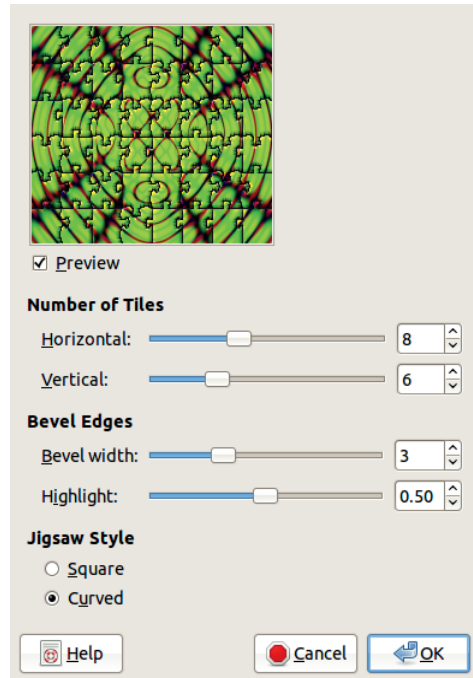 Preview
Number of Tiles
Horizontal: 8
Vertical: 6
Bevel Edges
Bevel width: 3
Highlight: 0.50
Jigsaw Style
Square
Curved
Help Cancel OK